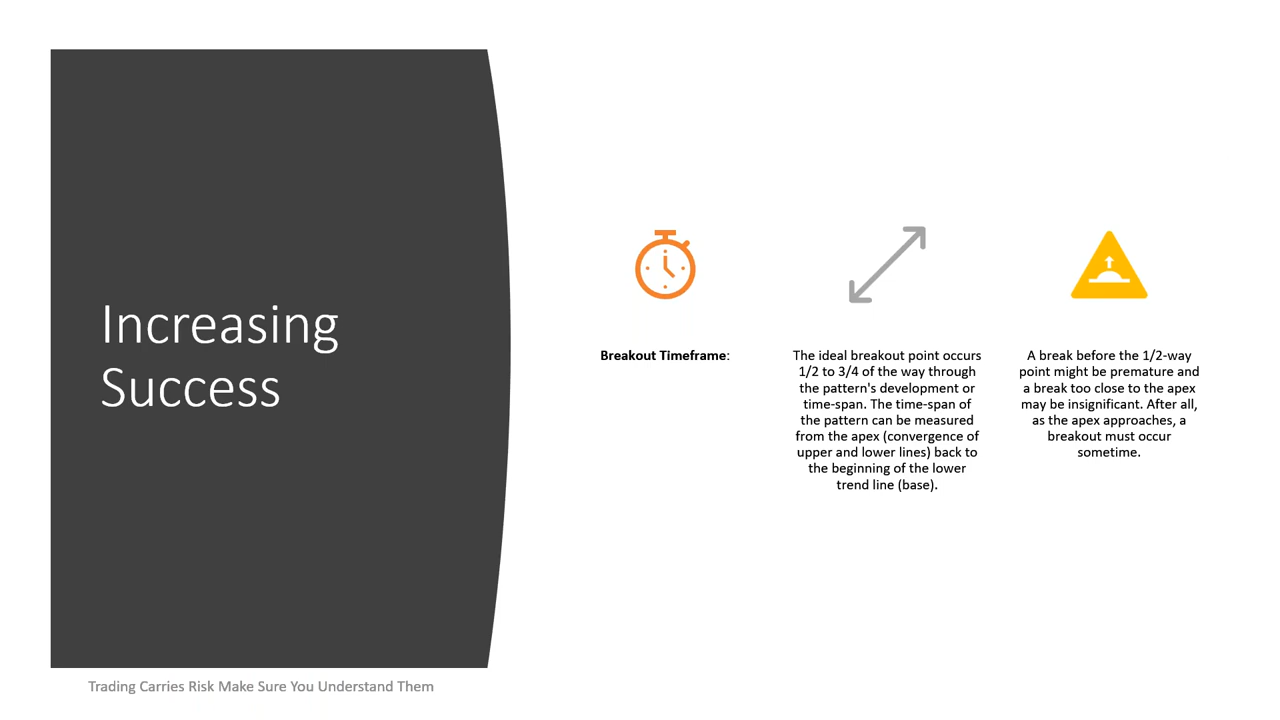 Increasing
Success
Breakout Timeframe:
The ideal breakout point occurs
1/2 to 3/4 of the way through
the pattern's development or
time-span. The time-span of
the pattern can be measured
from the apex (convergence of
upper and lower lines) back to
the beginning of the lower
trend line (base).
A break before the 1/2-way
point might be premature and
a break too close to the apex
may be insignificant. After all,
as the apex approaches, a
breakout must occur
sometime.
Trading Carries Risk Make Sure You Understand Them